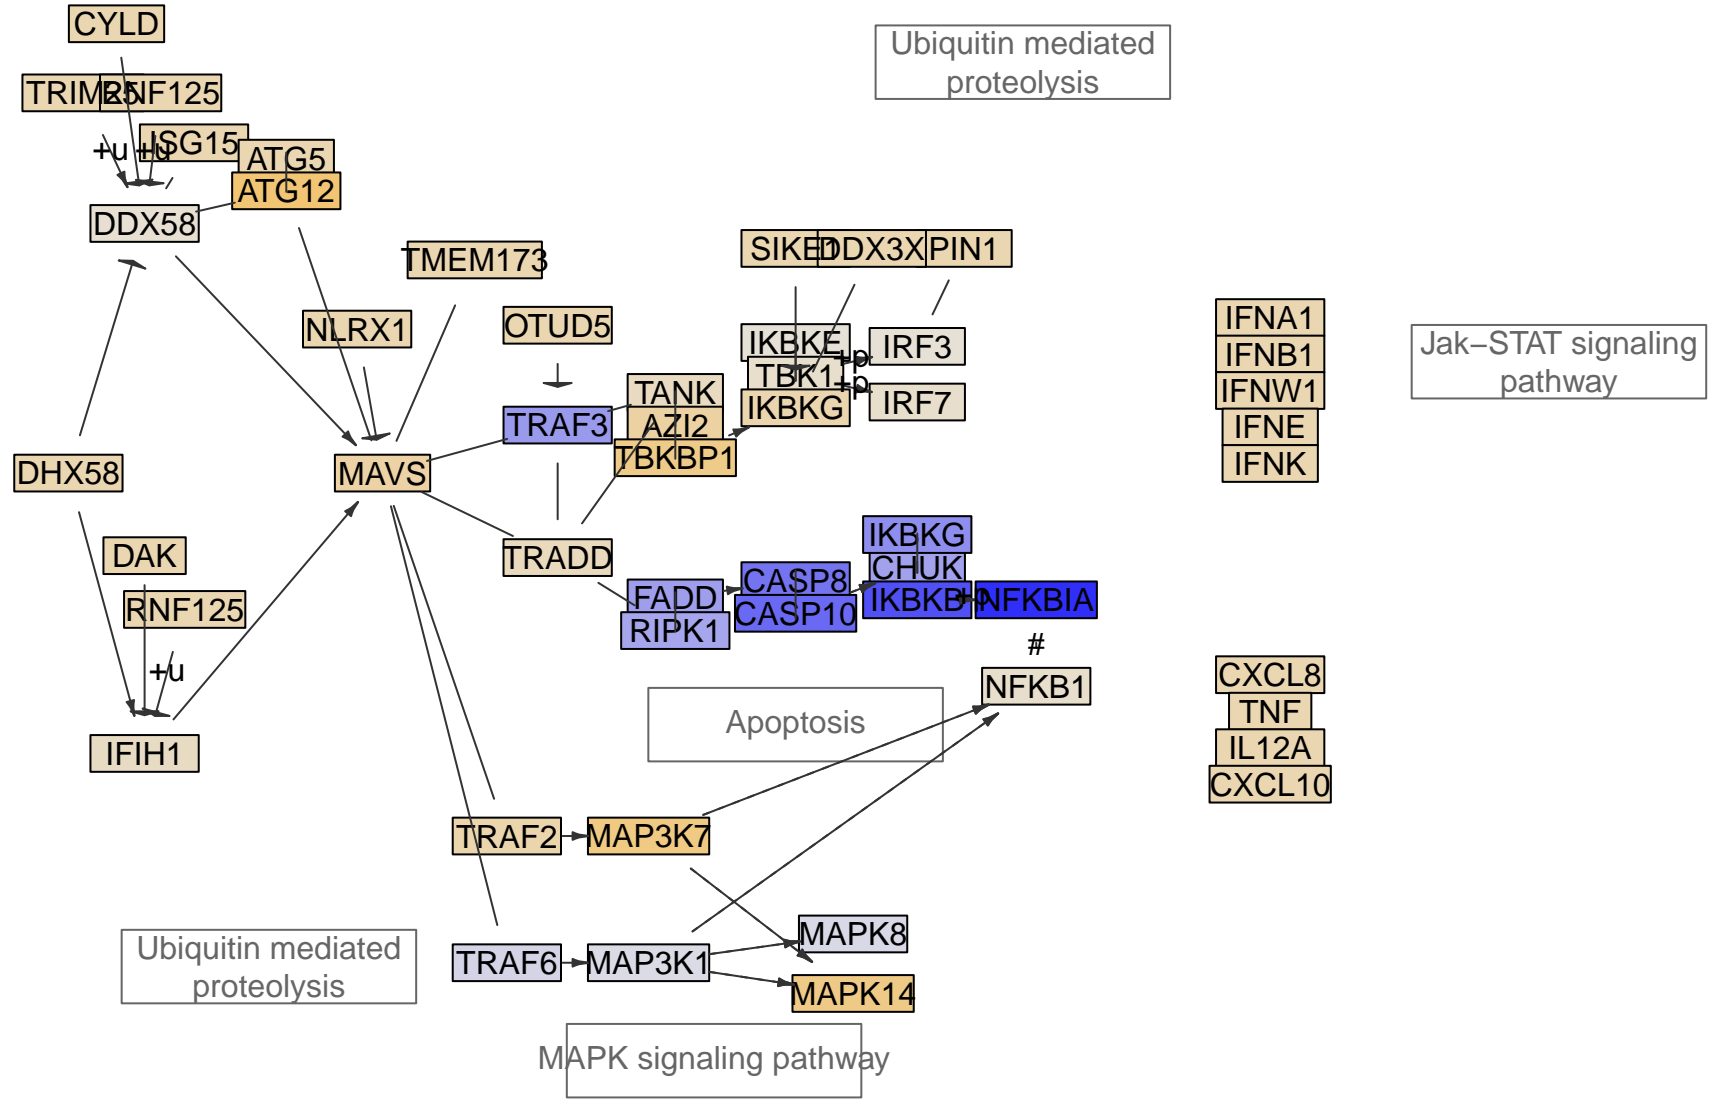 CYLD
Ubiquitin mediated
proteolysis
TRIM25
RNF125
+u
+u
ISG15
ATG5
ATG12
DDX58
TMEM173
SIKE1
DDX3X
PIN1
NLRX1
OTUD5
IKBKE
TBK1
IKBKG
+p
+p
IRF3
IRF7
IFNA1
IFNB1
IFNW1
IFNE
IFNK
Jak−STAT signaling
pathway
TANK
AZI2
TBKBP1
TRAF3
DHX58
MAVS
DAK
RNF125
+u
TRADD
FADD
RIPK1
CASP8
CASP10
IKBKG
CHUK
IKBKB
+p
NFKBIA
#
NFKB1
IFIH1
Apoptosis
CXCL8
TNF
IL12A
CXCL10
TRAF2
MAP3K7
Ubiquitin mediated
proteolysis
TRAF6
MAP3K1
MAPK8
MAPK14
MAPK signaling pathway